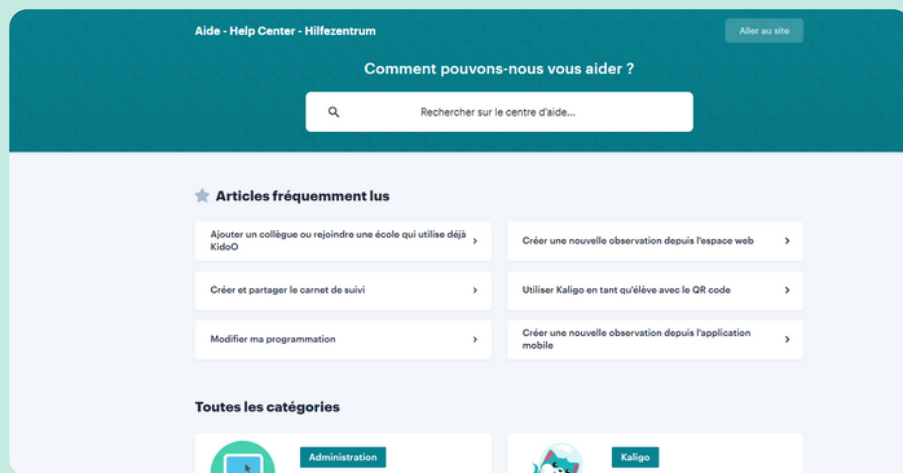 Aide - Help Center - Hilfezentrum
Aller au site
Comment pouvons-nous vous aider ?
Rechercher sur le centre d'aide...
Articles fréquemment lus
Ajouter un collègue ou rejoindre une école qui utilise déjà
KidoO
Créer une nouvelle observation depuis l'espace web
Créer et partager le carnet de suivi
Utiliser Kaligo en tant qu'élève avec le QR code
Modifier ma programmation
Créer une nouvelle observation depuis l'application
mobile
Toutes les catégories
Administration
Kaligo